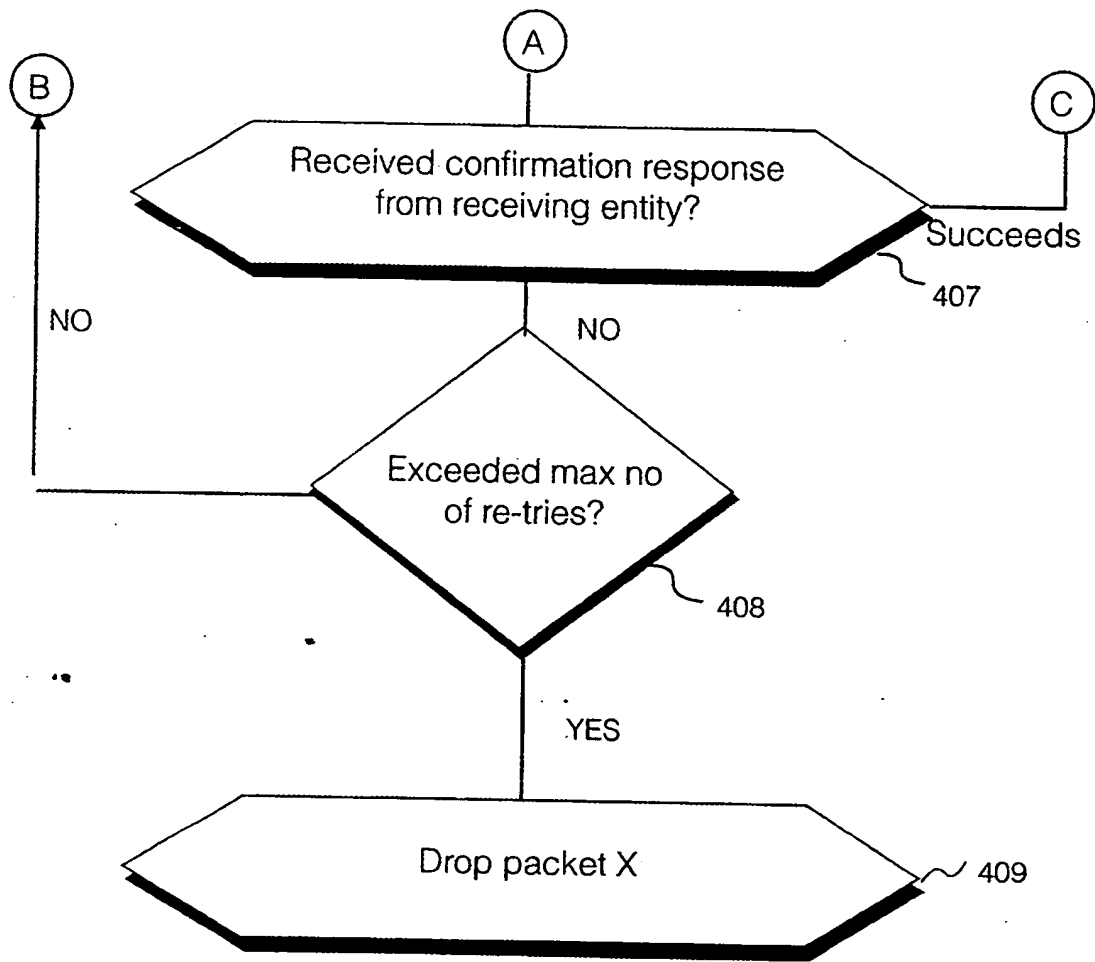 A
B
C
Received confirmation response
from receiving entity?
Succeeds
407
NO
NO
Exceeded max no
of re-tries?
408
YES
Drop packet X
409